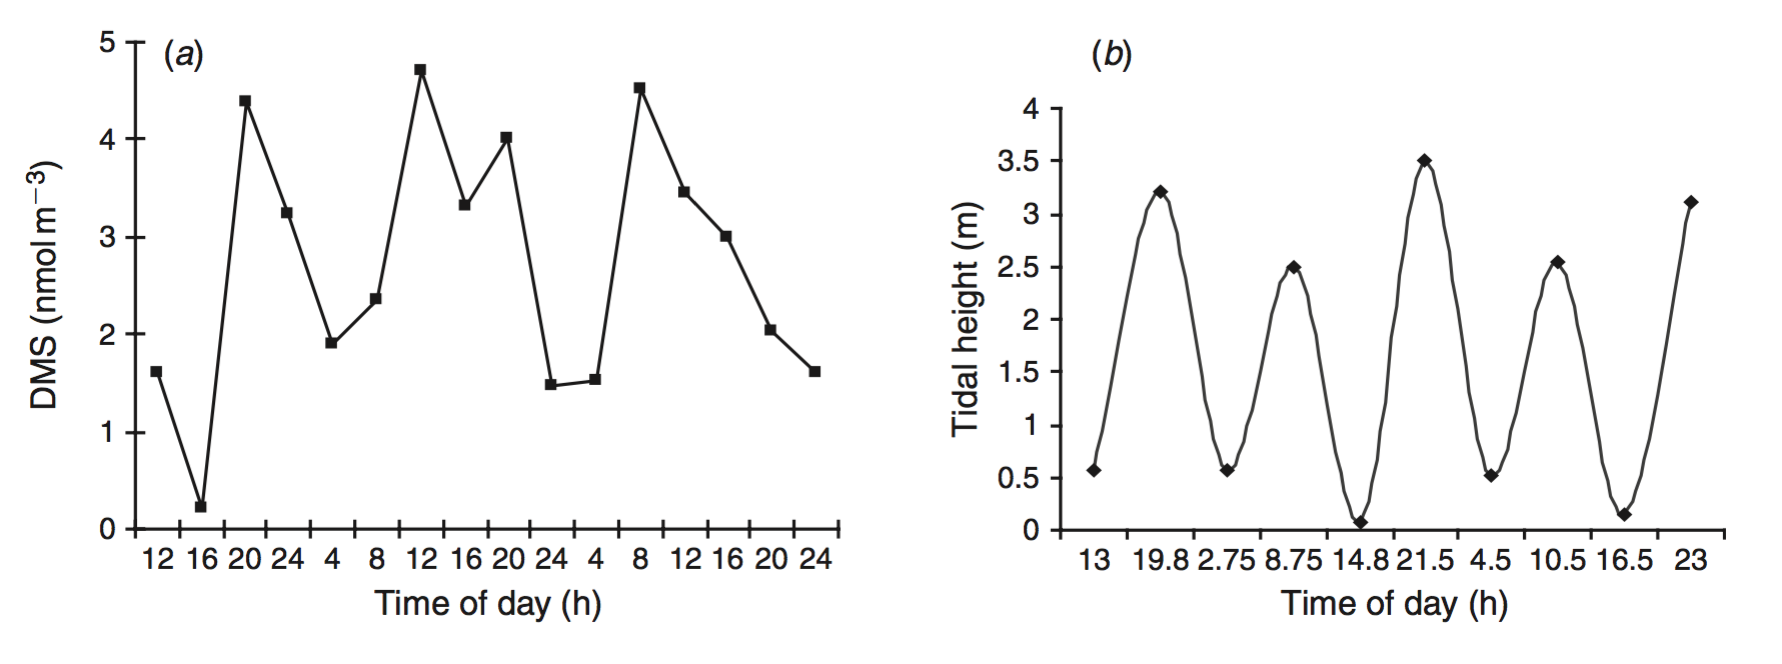 (a)
5
4
3
2
1
0
DMS (nmol m⁻³)
12 16 20 24 4 8 12 16 20 24 4 8 12 16 20 24
Time of day (h)
(b)
4
3.5
3
2.5
2
1.5
1
0.5
0
Tidal height (m)
13 19.8 2.75 8.75 14.8 21.5 4.5 10.5 16.5 23
Time of day (h)